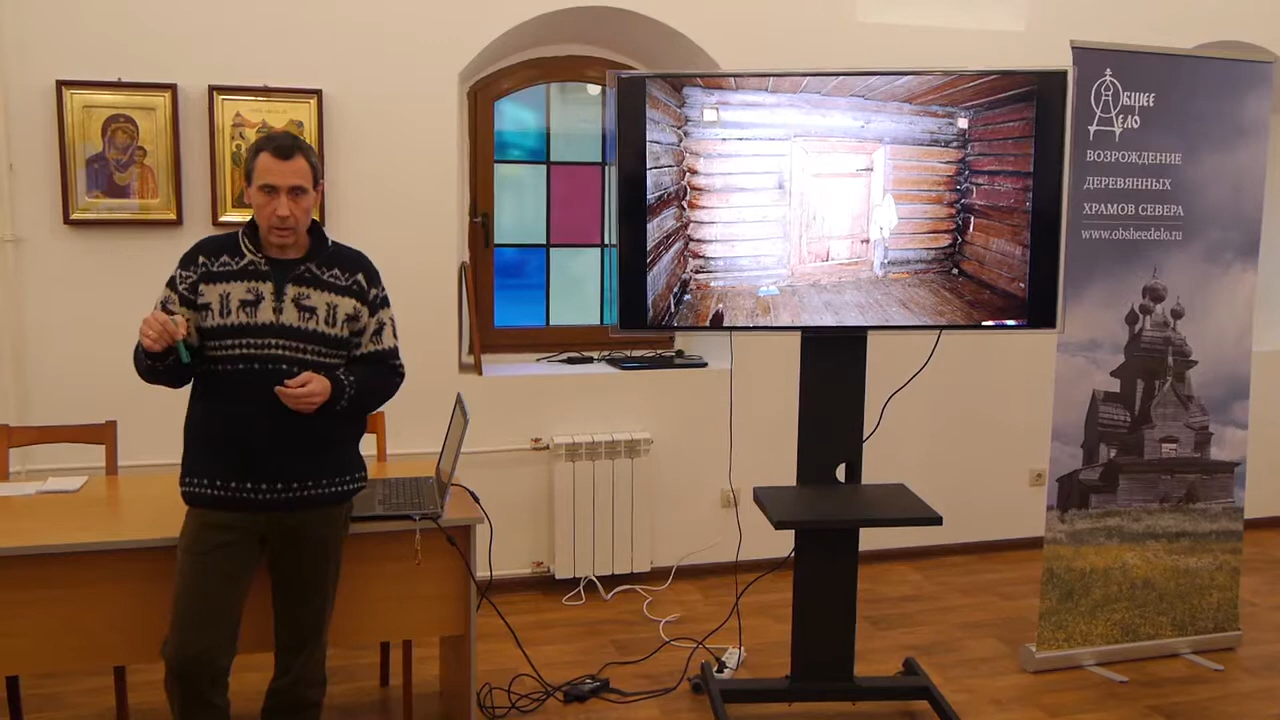 Общее
Дело
ВОЗРОЖДЕНИЕ
ДЕРЕВЯННЫХ
ХРАМОВ СЕВЕРА
www.obsheedelo.ru